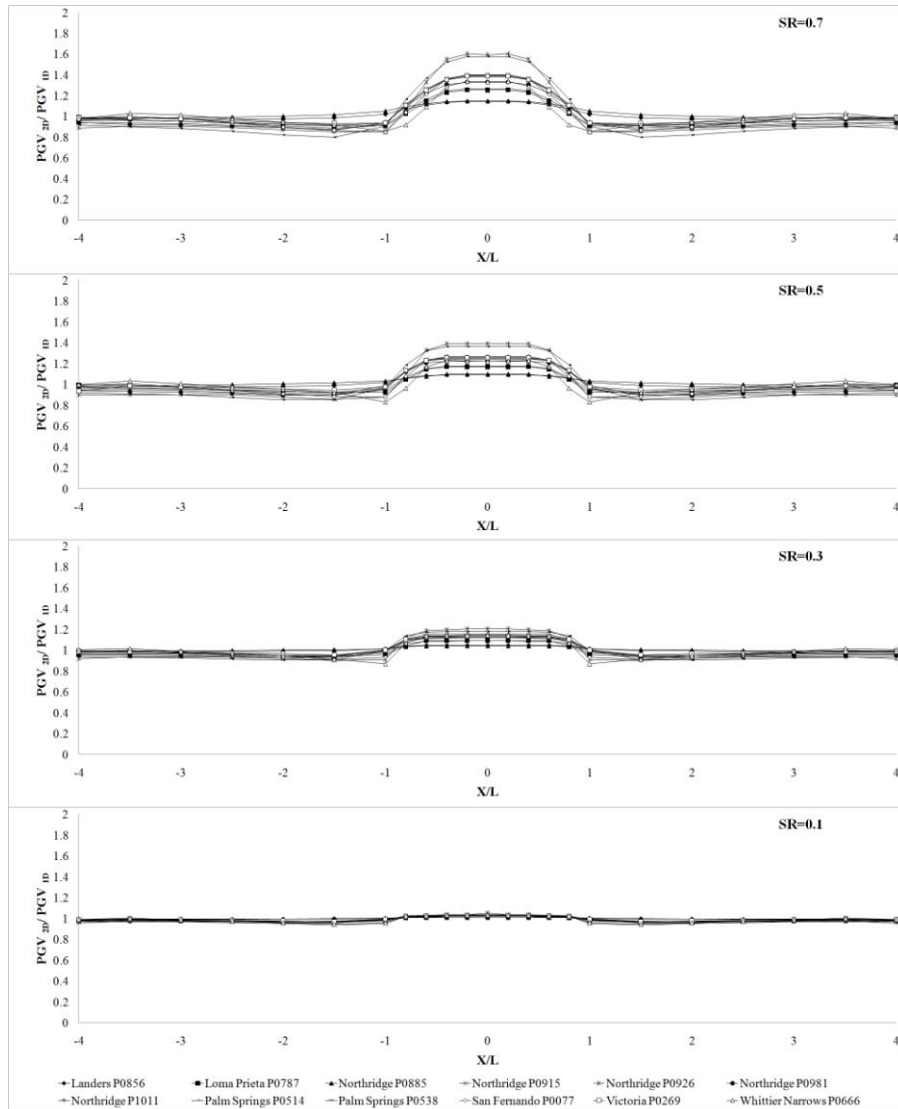 SR=0.7
PGV 2D/ PGV 1D
2
1.8
1.6
1.4
1.2
1
0.8
0.6
0.4
0.2
0
-4 -3 -2 -1 0 1 2 3 4
X/L
SR=0.5
PGV 2D/ PGV 1D
2
1.8
1.6
1.4
1.2
1
0.8
0.6
0.4
0.2
0
-4 -3 -2 -1 0 1 2 3 4
X/L
SR=0.3
PGV 2D/ PGV 1D
2
1.8
1.6
1.4
1.2
1
0.8
0.6
0.4
0.2
0
-4 -3 -2 -1 0 1 2 3 4
X/L
SR=0.1
PGV 2D/ PGV 1D
2
1.8
1.6
1.4
1.2
1
0.8
0.6
0.4
0.2
0
-4 -3 -2 -1 0 1 2 3 4
X/L
Landers P0856 Loma Prieta P0787 Northridge P0885 Northridge P0915 Northridge P0926 Northridge P0981
Northridge P1011 Palm Springs P0514 Palm Springs P0538 San Fernando P0077 Victoria P0269 Whittier Narrows P0666